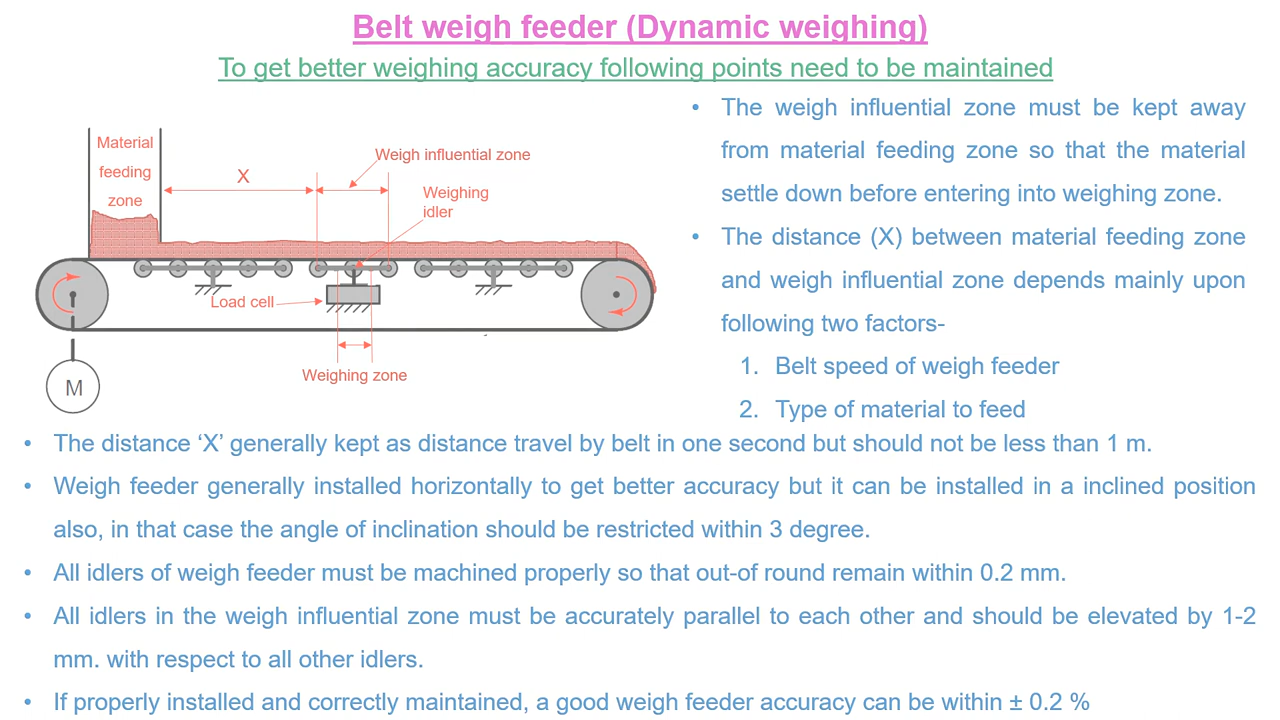 Belt weigh feeder (Dynamic weighing)
To get better weighing accuracy following points need to be maintained
Material
feeding
zone
X
Weigh influential zone
Weighing
idler
Load cell
Weighing zone
M
• The weigh influential zone must be kept away
from material feeding zone so that the material
settle down before entering into weighing zone.
• The distance (X) between material feeding zone
and weigh influential zone depends mainly upon
following two factors-
1. Belt speed of weigh feeder
2. Type of material to feed
• The distance ‘X’ generally kept as distance travel by belt in one second but should not be less than 1 m.
• Weigh feeder generally installed horizontally to get better accuracy but it can be installed in a inclined position
also, in that case the angle of inclination should be restricted within 3 degree.
• All idlers of weigh feeder must be machined properly so that out-of round remain within 0.2 mm.
• All idlers in the weigh influential zone must be accurately parallel to each other and should be elevated by 1-2
mm. with respect to all other idlers.
• If properly installed and correctly maintained, a good weigh feeder accuracy can be within ± 0.2 %